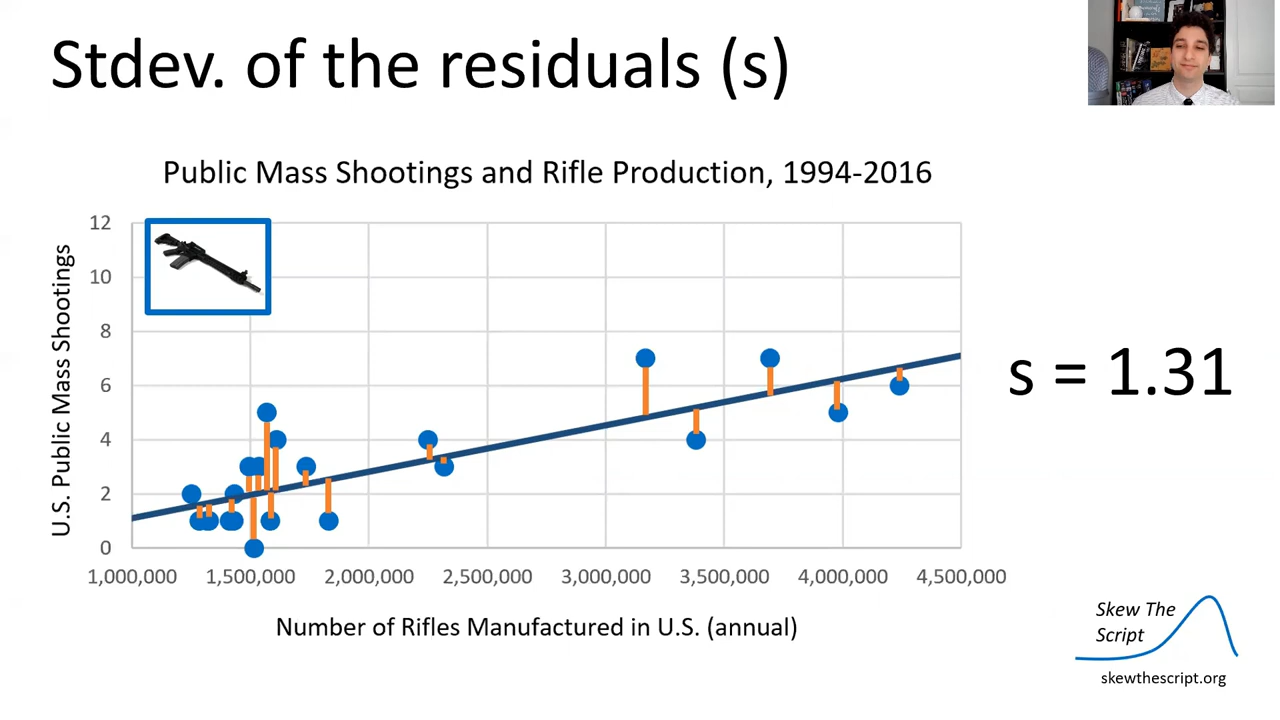 Stdev. of the residuals (s)
Public Mass Shootings and Rifle Production, 1994-2016
U.S. Public Mass Shootings
12
10
8
6
4
2
0
1,000,000 1,500,000 2,000,000 2,500,000 3,000,000 3,500,000 4,000,000 4,500,000
Number of Rifles Manufactured in U.S. (annual)
s = 1.31
Skew The
Script
skewthescript.org